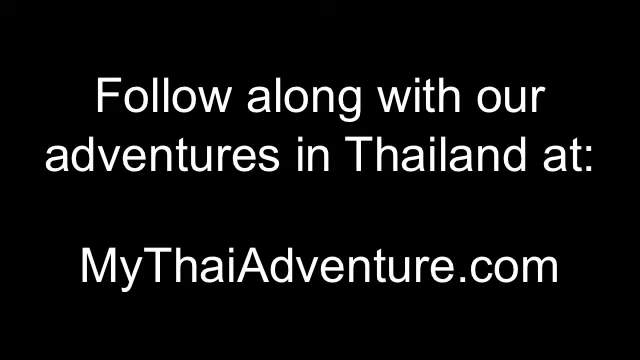 Follow along with our
adventures in Thailand at:
MyThaiAdventure.com